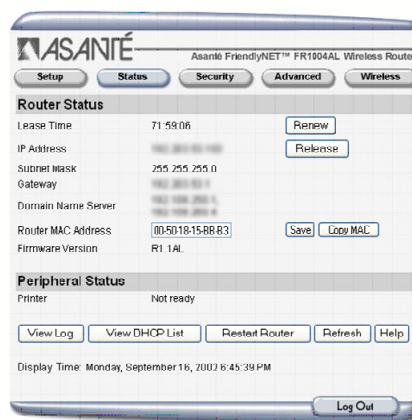 ASANTÉ
Asanté FriendlyNET™ FR1004AL Wireless Route
Setup Status Security Advanced Wireless
Router Status
Lease Time 71:59:06 Renew
IP Address Release
Subnet Mask 255.255.255.0
Gateway
Domain Name Server
Router MAC Address 00-50-18-15-BB-B3 Save Copy MAC
Firmware Version R1.1AL
Peripheral Status
Printer Not ready
View Log View DHCP List Restart Router Refresh Help
Display Time: Monday, September 16, 2002 6:45:39 PM
Log Out